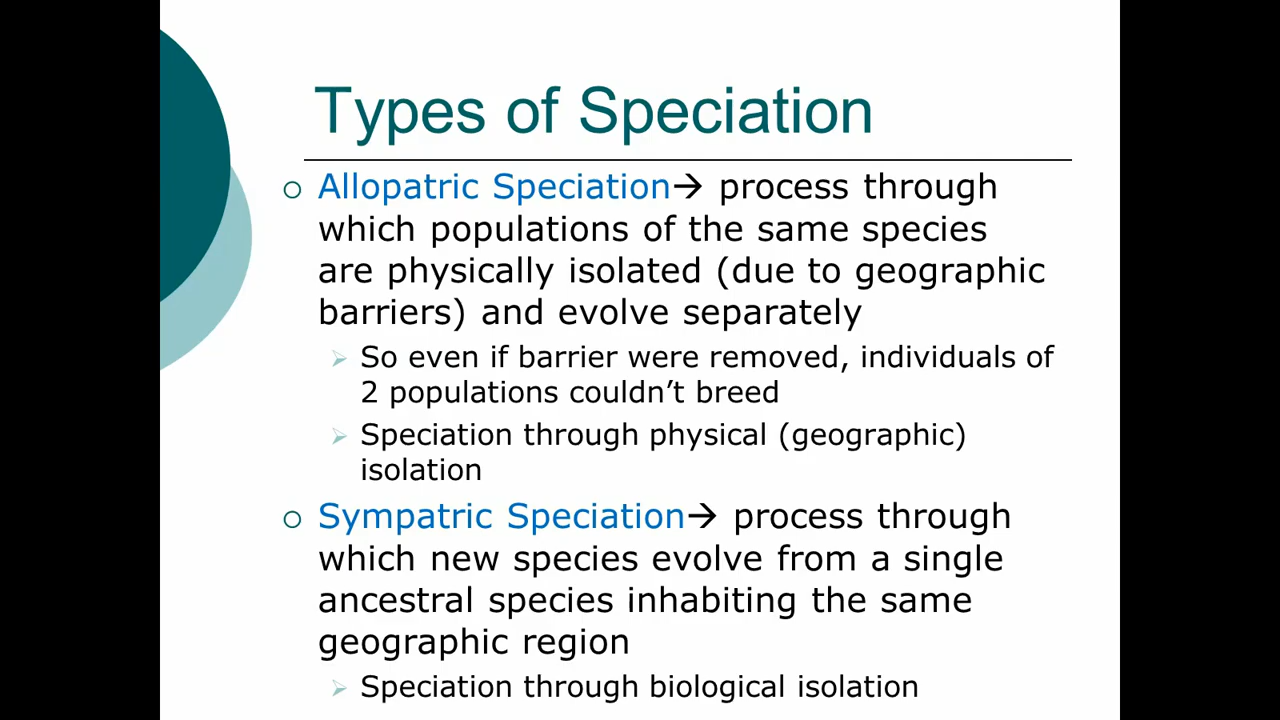 Types of Speciation
Allopatric Speciation→ process through
which populations of the same species
are physically isolated (due to geographic
barriers) and evolve separately
So even if barrier were removed, individuals of
2 populations couldn’t breed
Speciation through physical (geographic)
isolation
Sympatric Speciation→ process through
which new species evolve from a single
ancestral species inhabiting the same
geographic region
Speciation through biological isolation